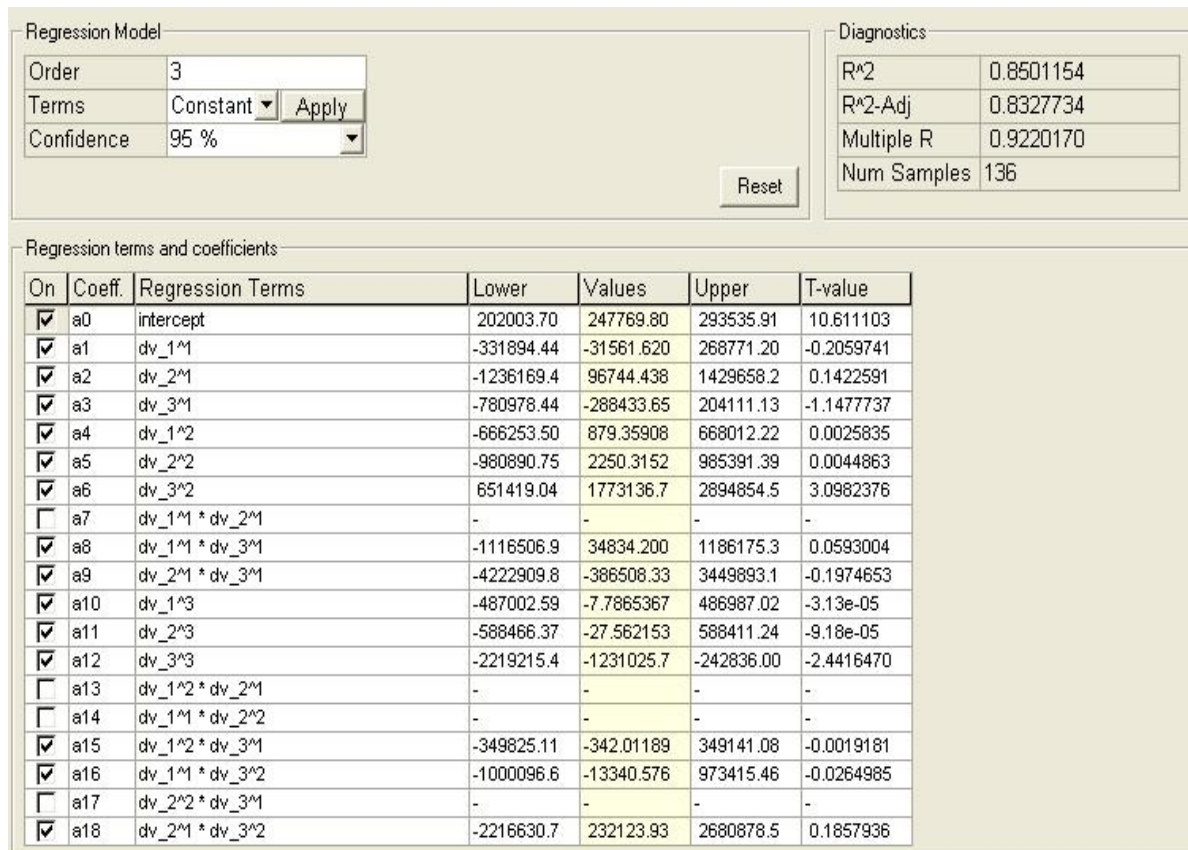 Regression Model
Order 3
Terms Constant Apply
Confidence 95 %
Reset
Diagnostics
R^2 0.8501154
R^2-Adj 0.8327734
Multiple R 0.9220170
Num Samples 136
Regression terms and coefficients
On Coeff. Regression Terms Lower Values Upper T-value
a0 intercept 202003.70 247769.80 293535.91 10.611103
a1 dv_1^1 -331894.44 -31561.620 268771.20 -0.2059741
a2 dv_2^1 -1236169.4 96744.438 1429658.2 0.1422591
a3 dv_3^1 -780978.44 -288433.65 204111.13 -1.1477737
a4 dv_1^2 -666253.50 879.35908 668012.22 0.0025835
a5 dv_2^2 -980890.75 2250.3152 985391.39 0.0044863
a6 dv_3^2 651419.04 1773136.7 2894854.5 3.0982376
a7 dv_1^1 * dv_2^1 - - - -
a8 dv_1^1 * dv_3^1 -1116506.9 34834.200 1186175.3 0.0593004
a9 dv_2^1 * dv_3^1 -4222909.8 -386508.33 3449893.1 -0.1974653
a10 dv_1^3 -487002.59 -7.7865367 486987.02 -3.13e-05
a11 dv_2^3 -588466.37 -27.562153 588411.24 -9.18e-05
a12 dv_3^3 -2219215.4 -1231025.7 -242836.00 -2.4416470
a13 dv_1^2 * dv_2^1 - - - -
a14 dv_1^1 * dv_2^2 - - - -
a15 dv_1^2 * dv_3^1 -349825.11 -342.01189 349141.08 -0.0019181
a16 dv_1^1 * dv_3^2 -1000096.6 -13340.576 973415.46 -0.0264985
a17 dv_2^2 * dv_3^1 - - - -
a18 dv_2^1 * dv_3^2 -2216630.7 232123.93 2680878.5 0.1857936